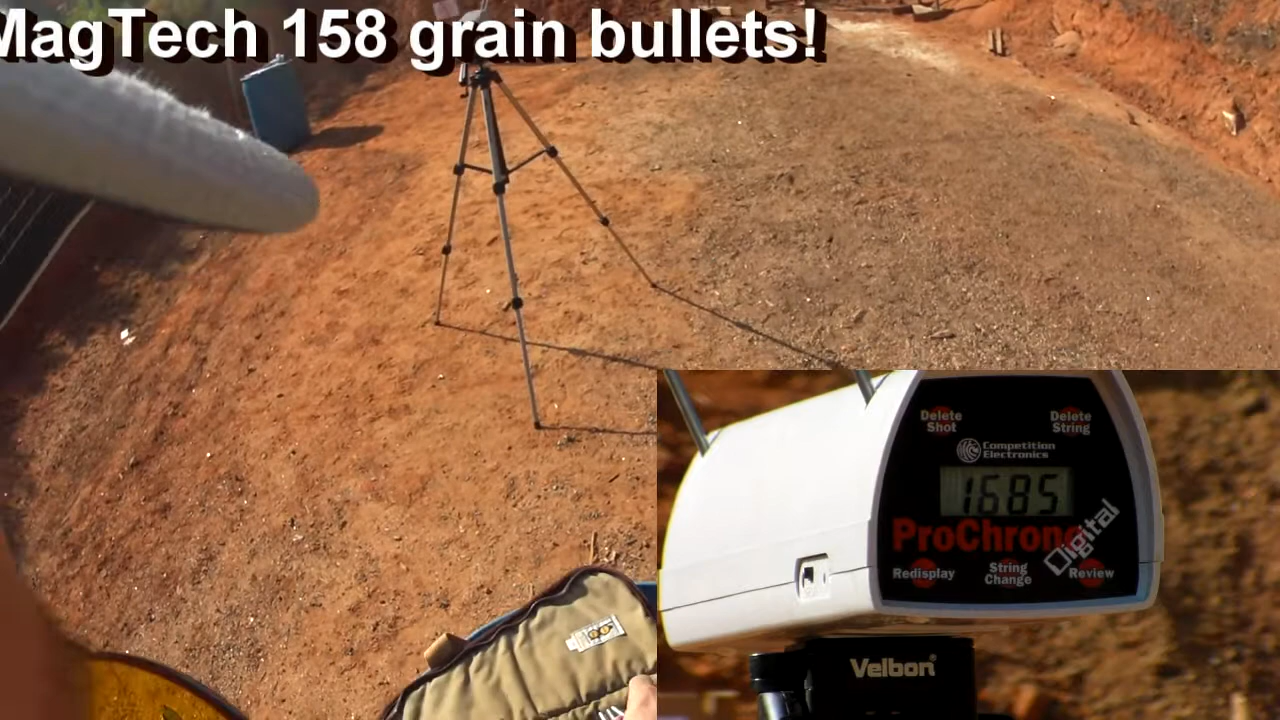 MagTech 158 grain bullets!
Delete Shot
Delete String
Competition Electronics
1685
ProChrono
Digital
Redisplay
String Change
Review
Velbon